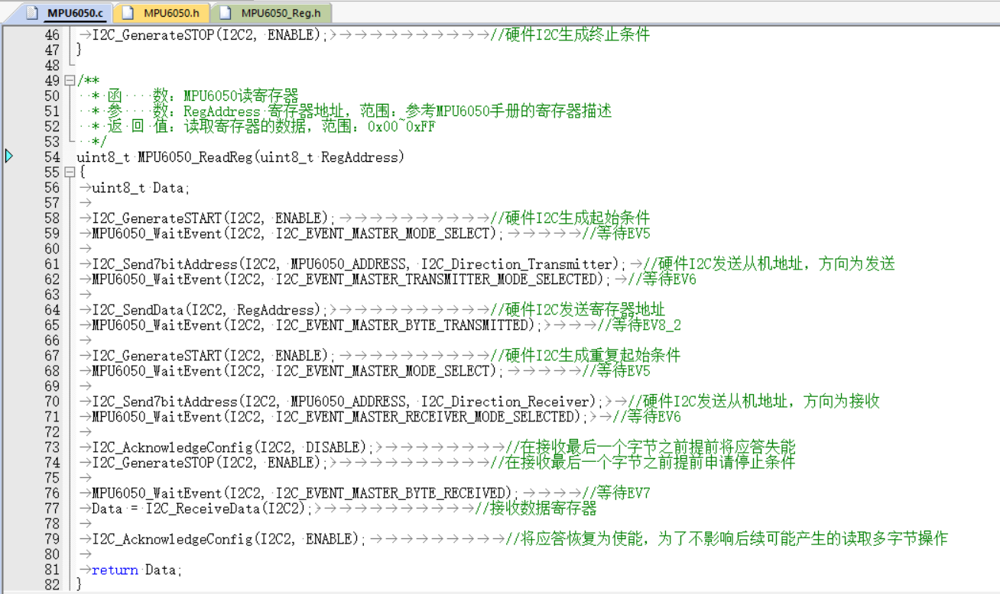 MPU6050.c MPU6050.h MPU6050_Reg.h
46 I2C_GenerateSTOP(I2C2, ENABLE); //硬件I2C生成终止条件
47 }
48
49 /**
50 * 函 数：MPU6050读寄存器
51 * 参 数：RegAddress 寄存器地址，范围：参考MPU6050手册的寄存器描述
52 * 返 回 值：读取寄存器的数据，范围：0x00~0xFF
53 */
54 uint8_t MPU6050_ReadReg(uint8_t RegAddress)
55 {
56 uint8_t Data;
57
58 I2C_GenerateSTART(I2C2, ENABLE); //硬件I2C生成起始条件
59 MPU6050_WaitEvent(I2C2, I2C_EVENT_MASTER_MODE_SELECT); //等待EV5
60
61 I2C_Send7bitAddress(I2C2, MPU6050_ADDRESS, I2C_Direction_Transmitter); //硬件I2C发送从机地址，方向为发送
62 MPU6050_WaitEvent(I2C2, I2C_EVENT_MASTER_TRANSMITTER_MODE_SELECTED); //等待EV6
63
64 I2C_SendData(I2C2, RegAddress); //硬件I2C发送寄存器地址
65 MPU6050_WaitEvent(I2C2, I2C_EVENT_MASTER_BYTE_TRANSMITTED); //等待EV8_2
66
67 I2C_GenerateSTART(I2C2, ENABLE); //硬件I2C生成重复起始条件
68 MPU6050_WaitEvent(I2C2, I2C_EVENT_MASTER_MODE_SELECT); //等待EV5
69
70 I2C_Send7bitAddress(I2C2, MPU6050_ADDRESS, I2C_Direction_Receiver); //硬件I2C发送从机地址，方向为接收
71 MPU6050_WaitEvent(I2C2, I2C_EVENT_MASTER_RECEIVER_MODE_SELECTED); //等待EV6
72
73 I2C_AcknowledgeConfig(I2C2, DISABLE); //在接收最后一个字节之前提前将应答失能
74 I2C_GenerateSTOP(I2C2, ENABLE); //在接收最后一个字节之前提前申请停止条件
75
76 MPU6050_WaitEvent(I2C2, I2C_EVENT_MASTER_BYTE_RECEIVED); //等待EV7
77 Data = I2C_ReceiveData(I2C2); //接收数据寄存器
78
79 I2C_AcknowledgeConfig(I2C2, ENABLE); //将应答恢复为使能，为了不影响后续可能产生的读取多字节操作
80
81 return Data;
82 }